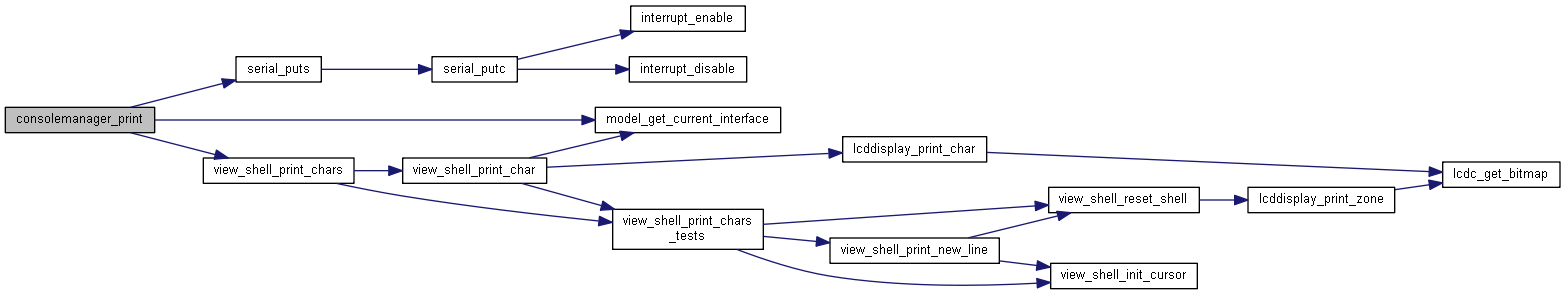 interrupt_enable
serial_puts
serial_putc
interrupt_disable
consolemanager_print
model_get_current_interface
view_shell_print_chars
view_shell_print_char
lcddisplay_print_char
lcdc_get_bitmap
view_shell_print_chars
_tests
view_shell_reset_shell
lcddisplay_print_zone
view_shell_print_new_line
view_shell_init_cursor